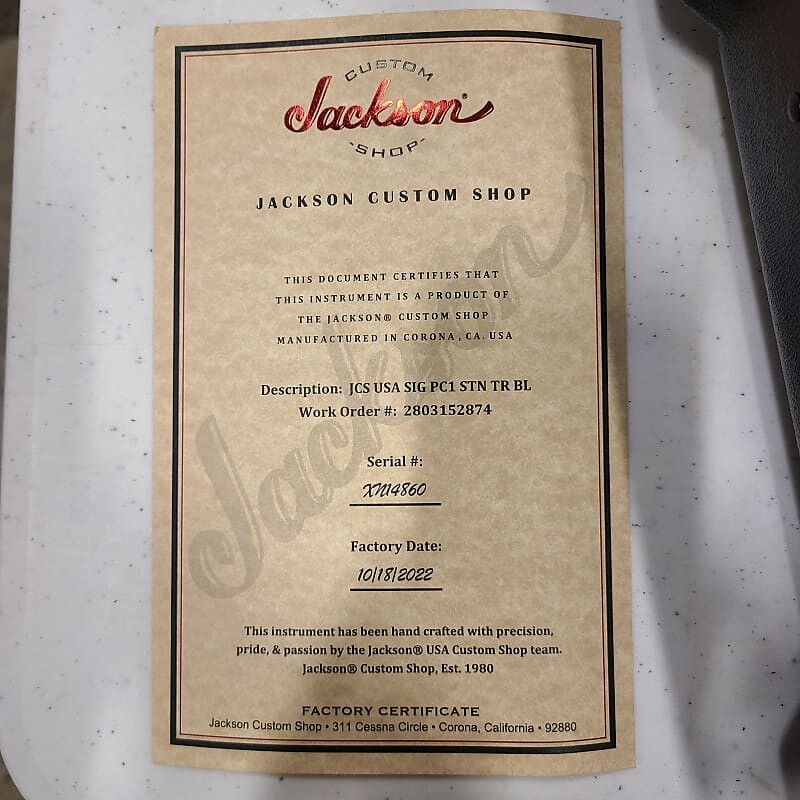 CUSTOM
Jackson®
-SHOP-
JACKSON CUSTOM SHOP
THIS DOCUMENT CERTIFIES THAT
THIS INSTRUMENT IS A PRODUCT OF
THE JACKSON® CUSTOM SHOP
MANUFACTURED IN CORONA, CA. USA
Jackson
Description: JCS USA SIG PC1 STN TR BL
Work Order #: 2803152874
Serial #:
XN14860
Factory Date:
10/18/2022
This instrument has been hand crafted with precision,
pride, & passion by the Jackson® USA Custom Shop team.
Jackson® Custom Shop, Est. 1980
FACTORY CERTIFICATE
Jackson Custom Shop • 311 Cessna Circle • Corona, California • 92880